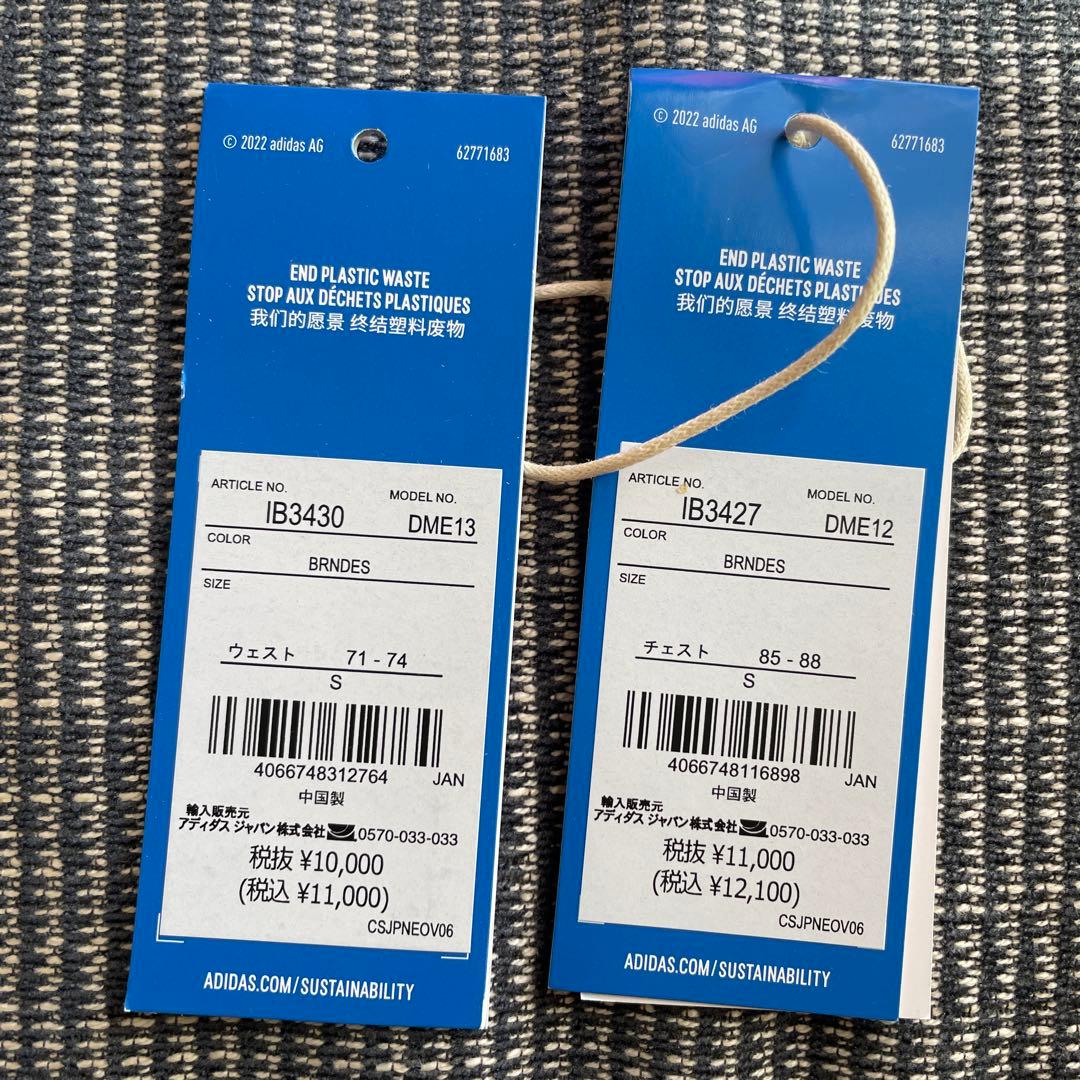 © 2022 adidas AG
62771683
END PLASTIC WASTE
STOP AUX DÉCHETS PLASTIQUES
我们的愿景 终结塑料废物
ARTICLE NO.
MODEL NO.
IB3430
DME13
COLOR
BRNDES
SIZE
ウェスト 71 - 74
S
4066748312764 JAN
中国製
輸入販売元
アディダス ジャパン株式会社 0570-033-033
税抜 ¥10,000
(税込 ¥11,000)
CSJPNEOV06
ADIDAS.COM/SUSTAINABILITY
© 2022 adidas AG
62771683
END PLASTIC WASTE
STOP AUX DÉCHETS PLASTIQUES
我们的愿景 终结塑料废物
ARTICLE NO.
MODEL NO.
IB3427
DME12
COLOR
BRNDES
SIZE
チェスト 85 - 88
S
4066748116898 JAN
中国製
輸入販売元
アディダス ジャパン株式会社 0570-033-033
税抜 ¥11,000
(税込 ¥12,100)
CSJPNEOV06
ADIDAS.COM/SUSTAINABILITY